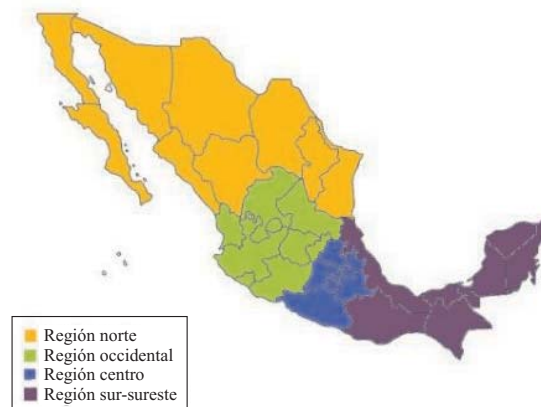 Región norte
Región occidental
Región centro
Región sur-sureste